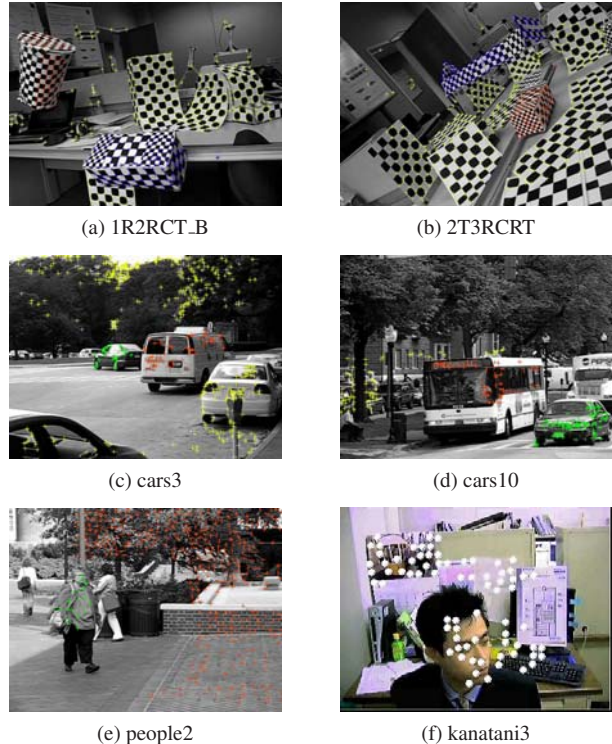 (a) 1R2RCT_B
(b) 2T3RCRT
(c) cars3
(d) cars10
(e) people2
(f) kanatani3